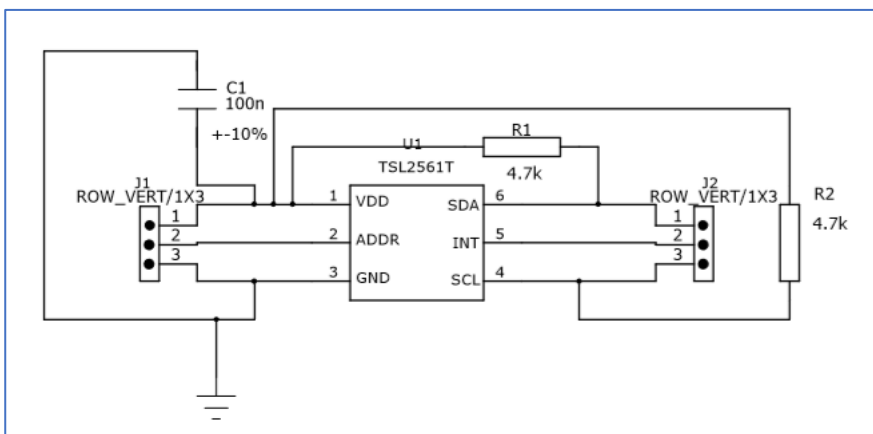 C1
100n
+-10%
U1
TSL2561T
R1
4.7k
J1
ROW_VERT/1X3
1
2
3
1
2
3
VDD
ADDR
GND
SDA
INT
SCL
6
5
4
J2
ROW_VERT/1X3
1
2
3
R2
4.7k